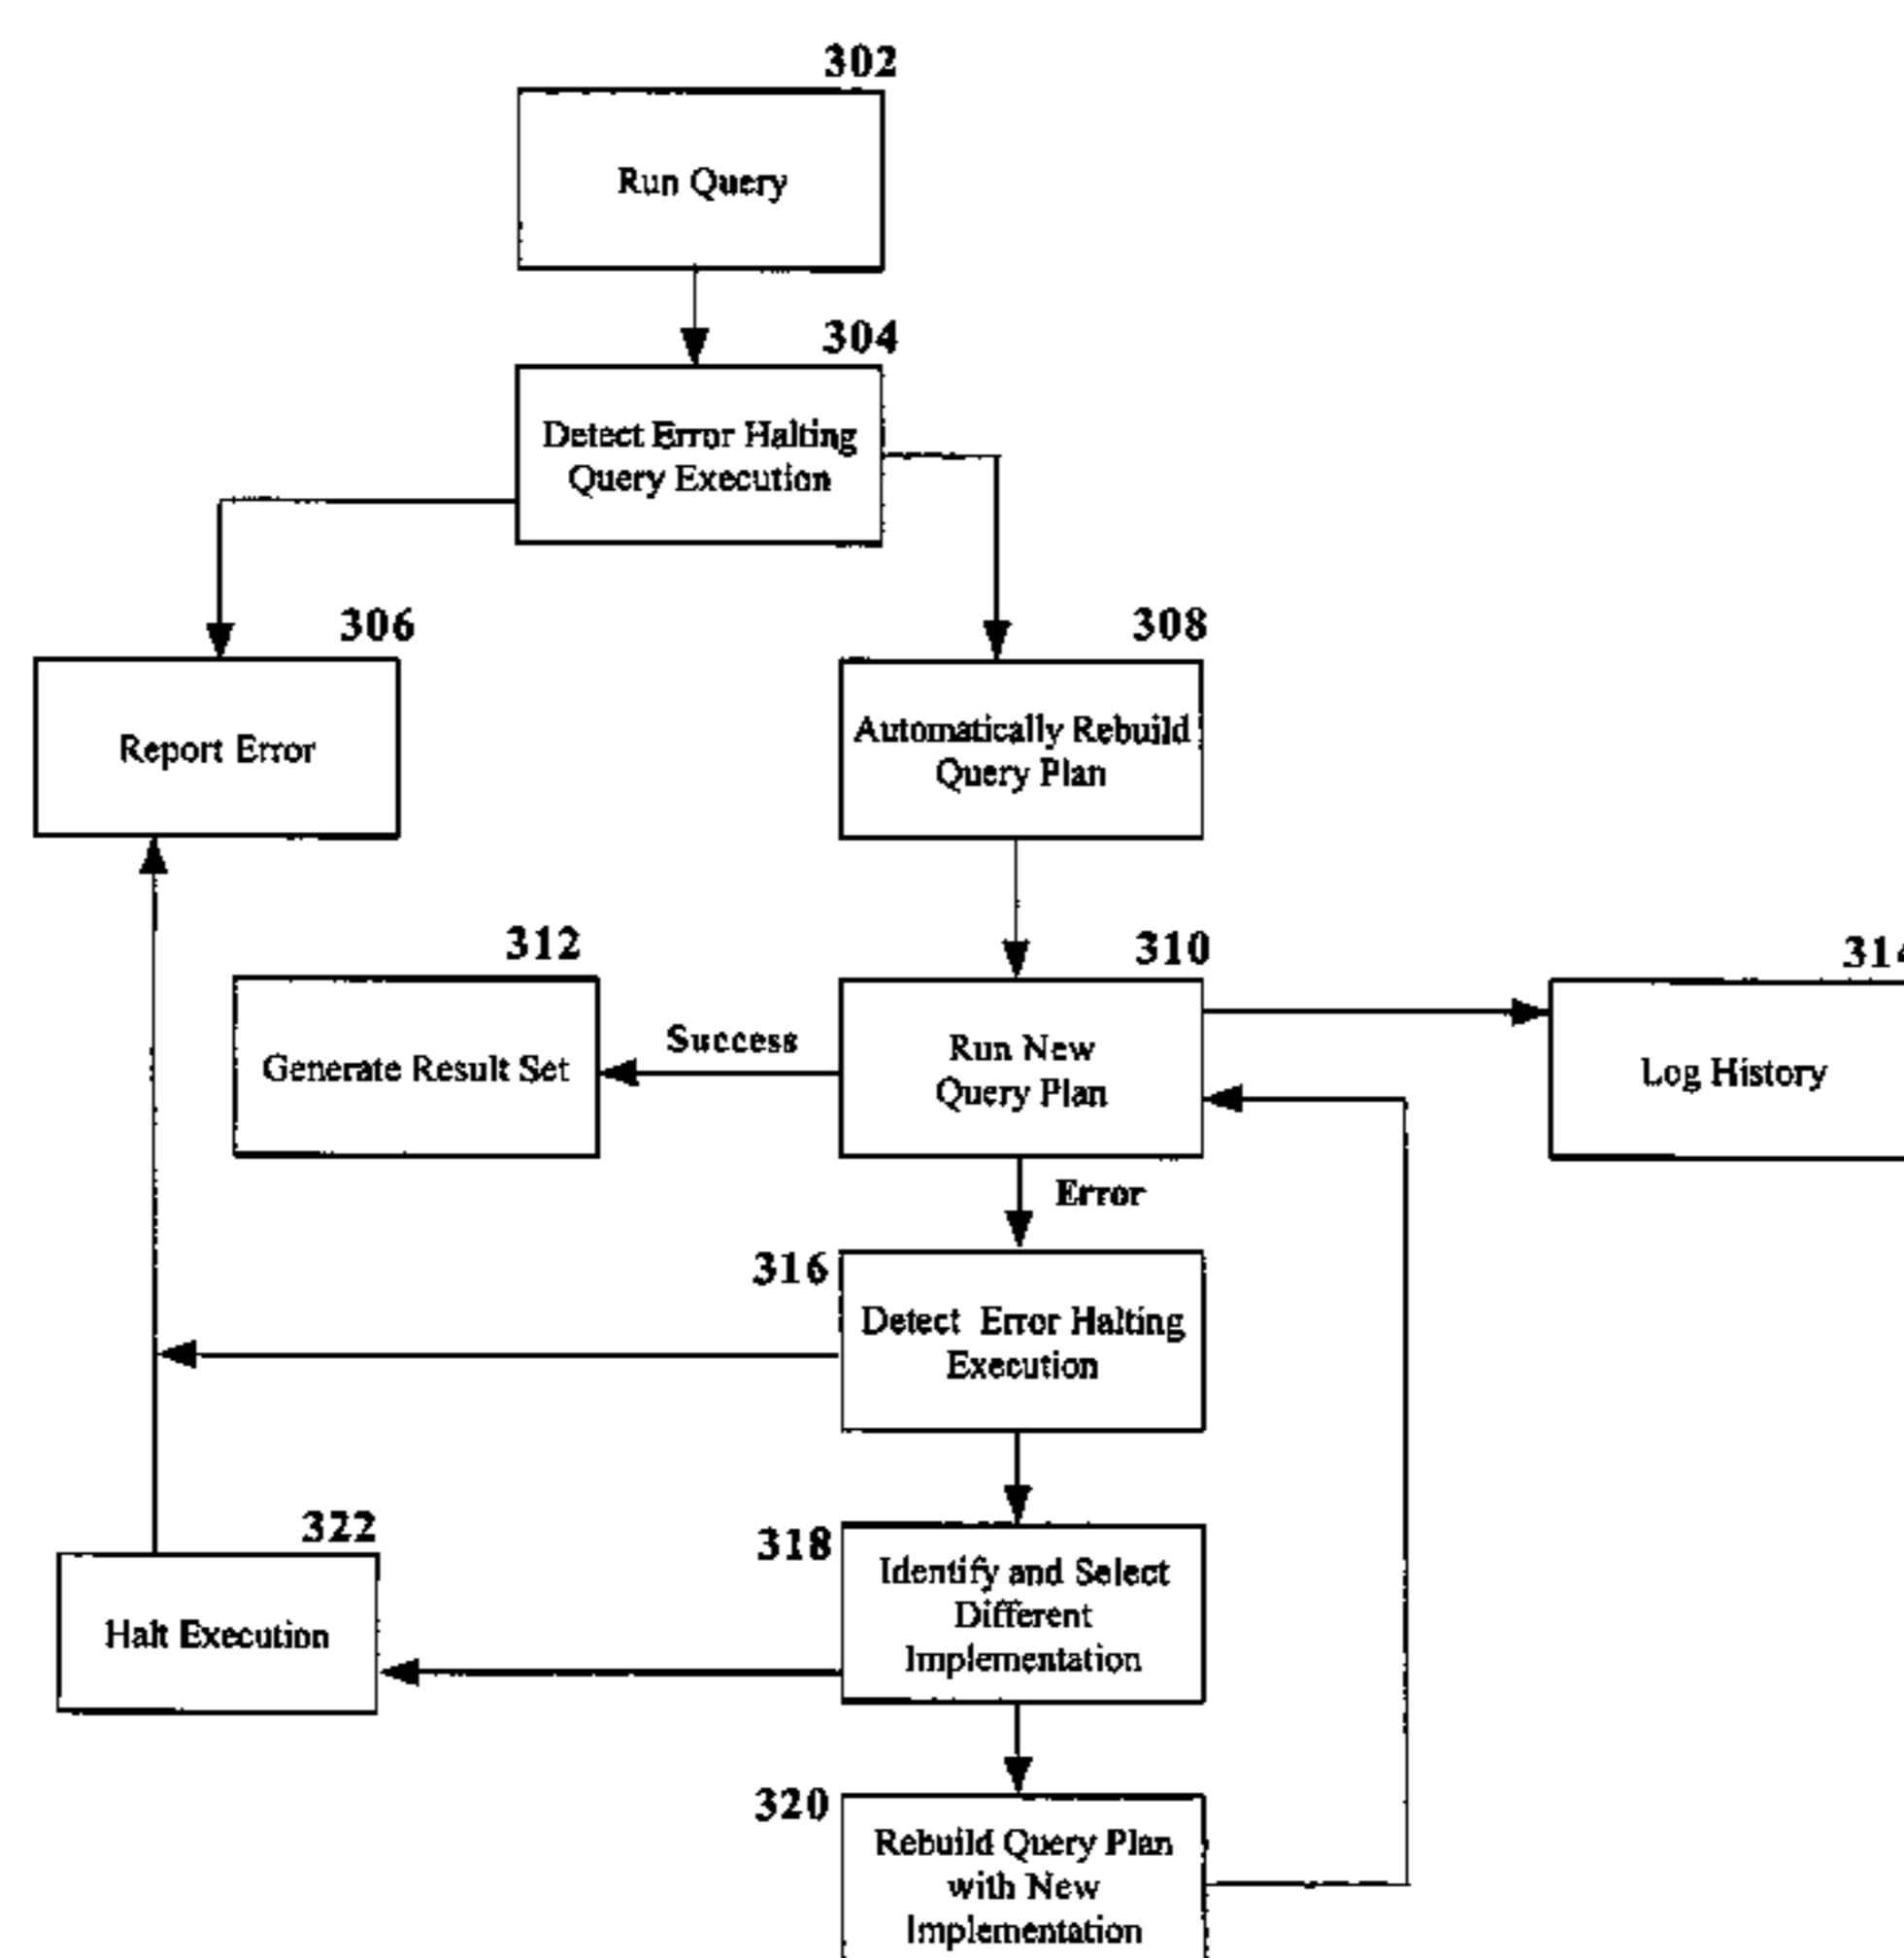 302
Run Query
304
Detect Error Halting
Query Execution
306
Report Error
308
Automatically Rebuild
Query Plan
312
Generate Result Set
Success
310
Run New
Query Plan
314
Log History
Error
316
Detect Error Halting
Execution
322
Halt Execution
318
Identify and Select
Different
Implementation
320
Rebuild Query Plan
with New
Implementation